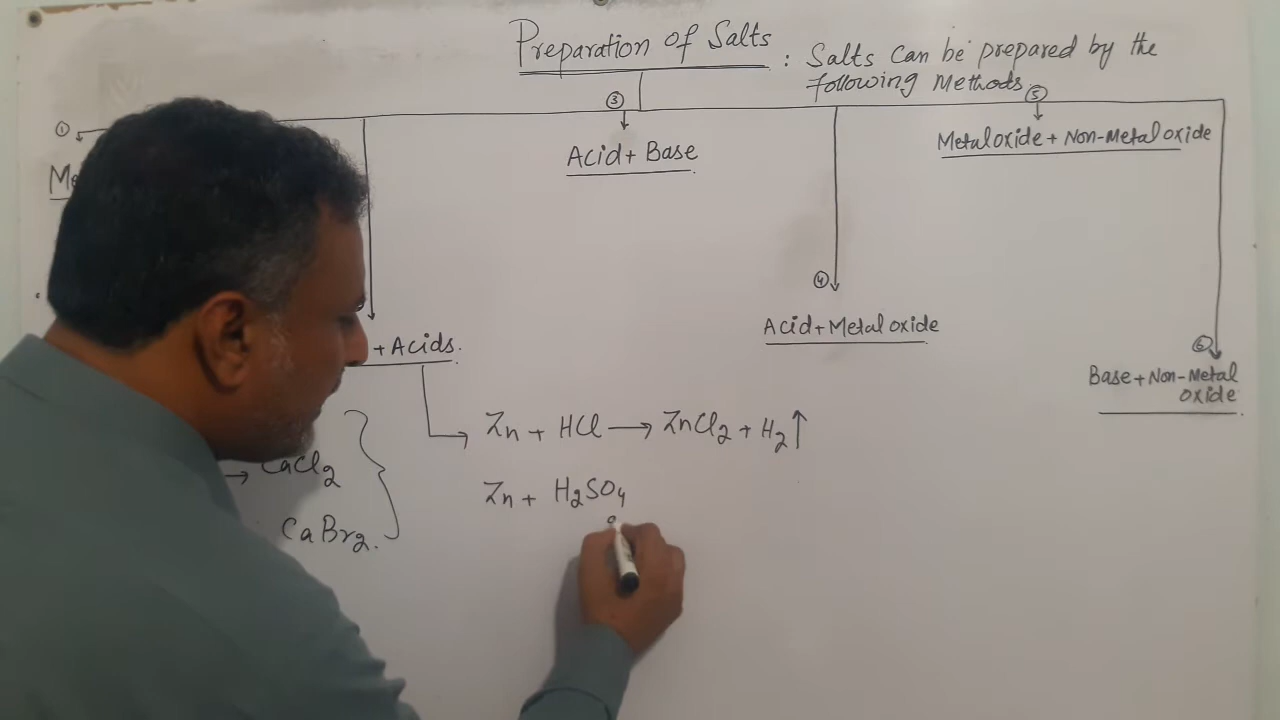 Preparation of Salts : Salts can be prepared by the
following Methods
① ③ ⑤
Acid + Base
Metal oxide + Non-Metal oxide
④
Acid + Metal oxide
+ Acids.
⑥
Base + Non-Metal
oxide
Zn + HCl → ZnCl2 + H2↑
→ CaCl2
Zn + H2SO4
CaBr2.